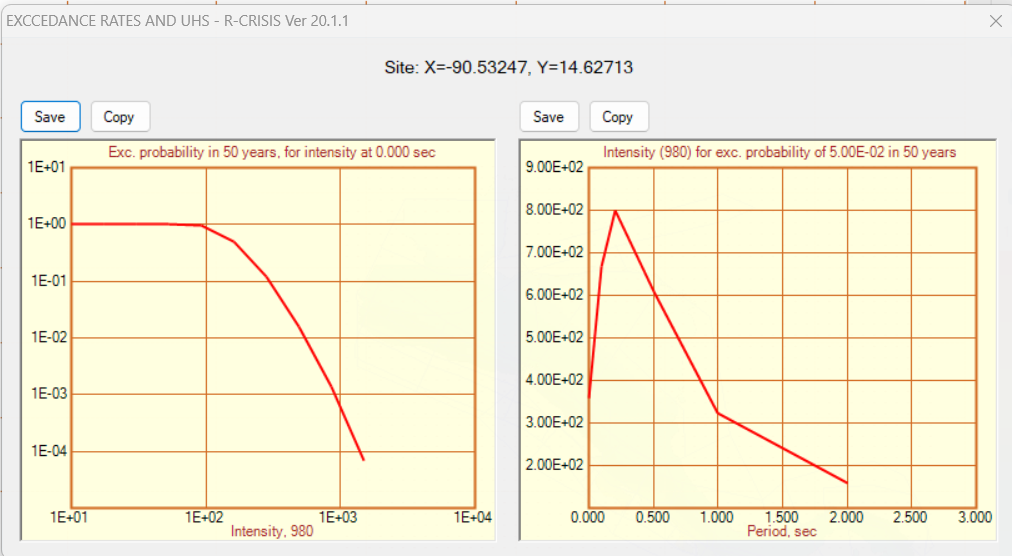 EXCCEDANCE RATES AND UHS - R-CRISIS Ver 20.1.1
Site: X=-90.53247, Y=14.62713
Save Copy
Exc. probability in 50 years, for intensity at 0.000 sec
1E+01
1E+00
1E-01
1E-02
1E-03
1E-04
1E+01 1E+02 1E+03 1E+04
Intensity, 980
Save Copy
Intensity (980) for exc. probability of 5.00E-02 in 50 years
9.00E+02
8.00E+02
7.00E+02
6.00E+02
5.00E+02
4.00E+02
3.00E+02
2.00E+02
0.000 0.500 1.000 1.500 2.000 2.500 3.000
Period, sec